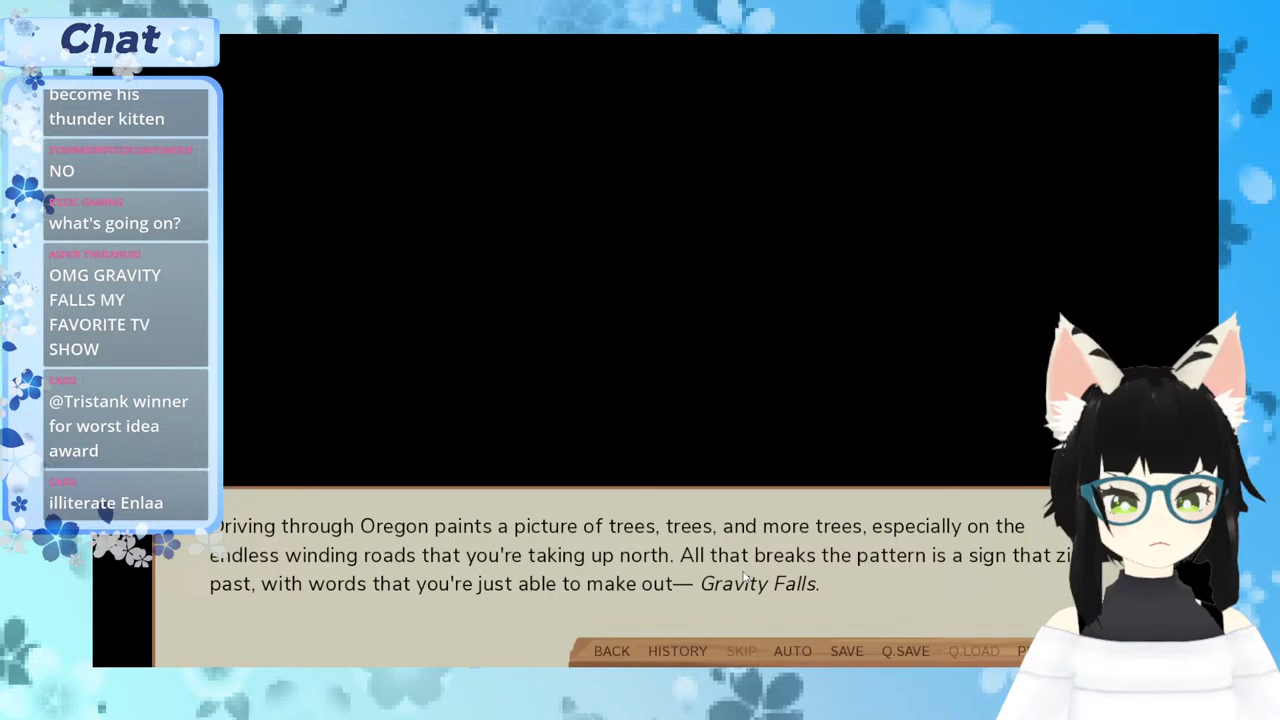 Chat
become his
thunder kitten
NO
what's going on?
OMG GRAVITY
FALLS MY
FAVORITE TV
SHOW
@Tristank winner
for worst idea
award
illiterate Enlaa
Driving through Oregon paints a picture of trees, trees, and more trees, especially on the
endless winding roads that you're taking up north. All that breaks the pattern is a sign that
past, with words that you're just able to make out— Gravity Falls.
BACK HISTORY SKIP AUTO SAVE Q.SAVE Q.LOAD